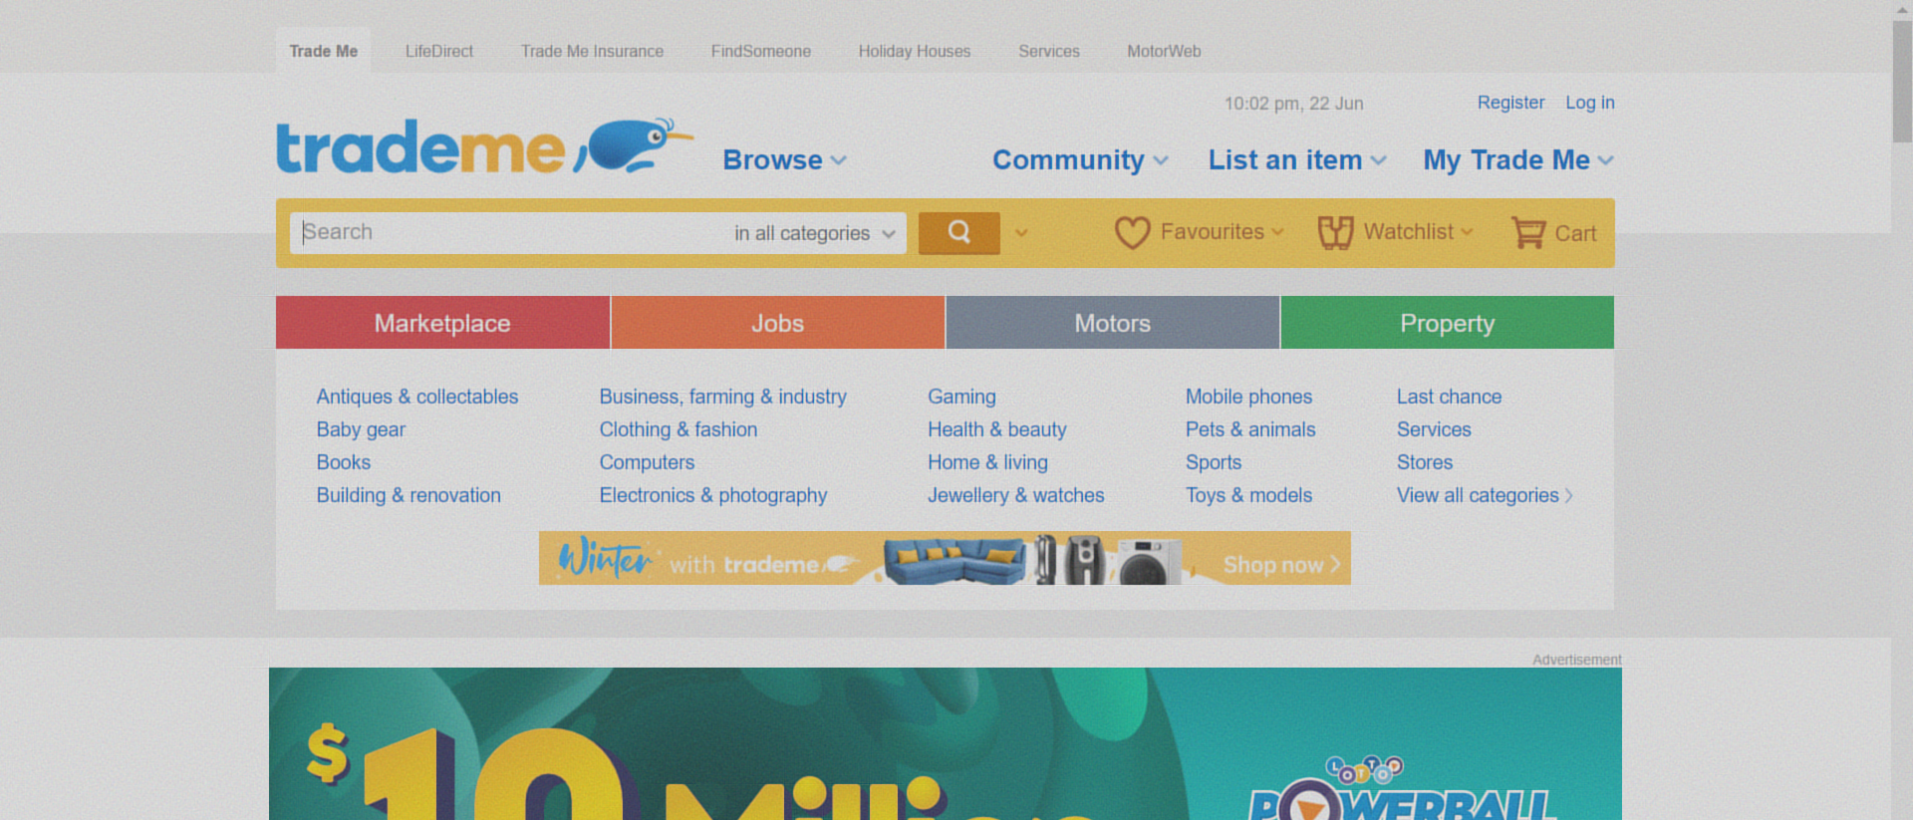 Trade Me LifeDirect Trade Me Insurance FindSomeone Holiday Houses Services MotorWeb
10:02 pm, 22 Jun Register Log in
trademe Browse Community List an item My Trade Me
Search in all categories Favourites Watchlist Cart
Marketplace Jobs Motors Property
Antiques & collectables Business, farming & industry Gaming Mobile phones Last chance
Baby gear Clothing & fashion Health & beauty Pets & animals Services
Books Computers Home & living Sports Stores
Building & renovation Electronics & photography Jewellery & watches Toys & models View all categories
Winter with trademe Shop now
Advertisement
$10 Million
LOTTO
POWERBALL